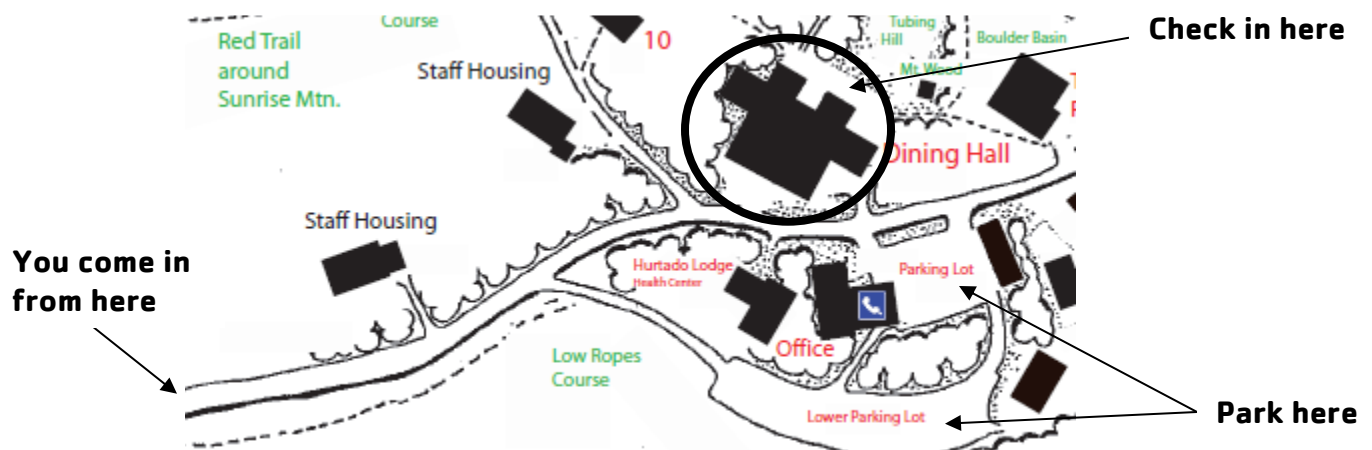 Course
Tubing
Hill
Boulder Basin
Check in here
Red Trail
around
Sunrise Mtn.
10
Staff Housing
Mt. Wood
T
Dining Hall
Staff Housing
You come in
from here
Hurtado Lodge
Health Center
Parking Lot
Office
Low Ropes
Course
Lower Parking Lot
Park here